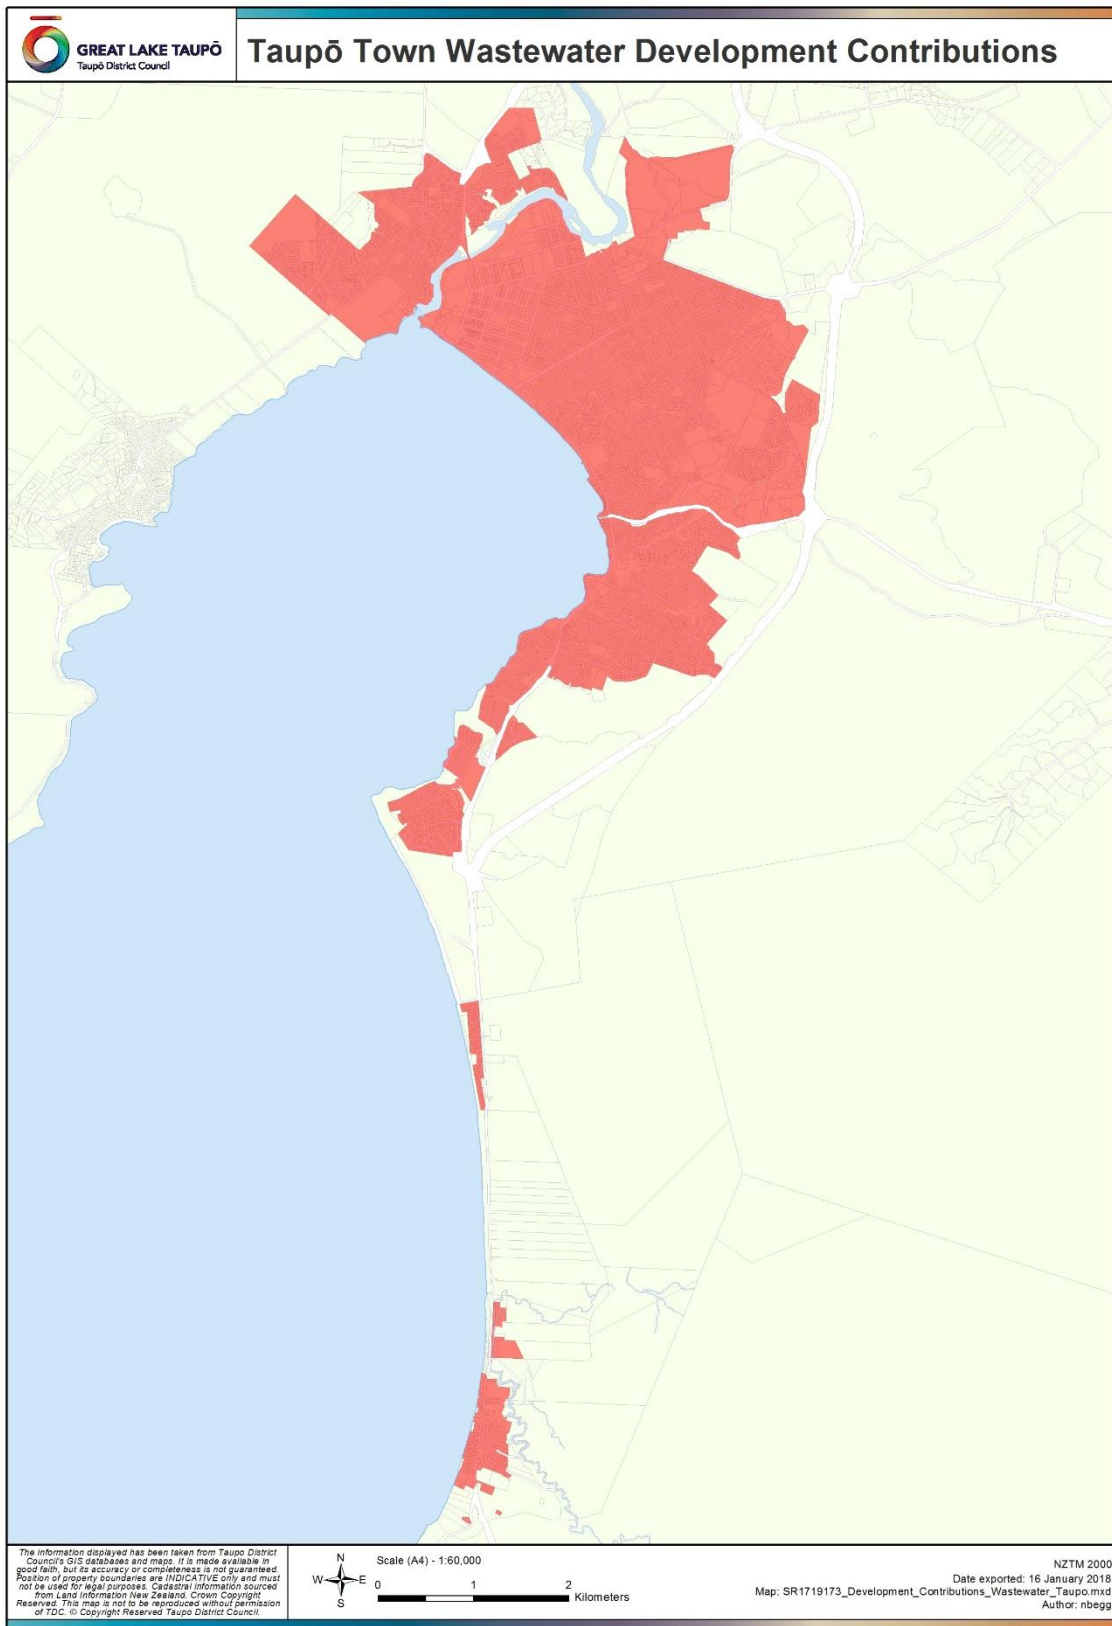 GREAT LAKE TAUPŌ
Taupō District Council
Taupō Town Wastewater Development Contributions
The information displayed has been taken from Taupo District
Council's GIS databases and maps. It is made available in
good faith, but its accuracy or completeness is not guaranteed.
Position of property boundaries are INDICATIVE only and must
not be used for legal purposes. Cadastral Information sourced
from Land Information New Zealand. Crown Copyright
Reserved. This map is not to be reproduced without permission
of TDC. © Copyright Reserved Taupo District Council.
N
W E
S
Scale (A4) - 1:60,000
0 1 2
Kilometers
NZTM 2000
Date exported: 16 January 2018
Map: SR1719173_Development_Contributions_Wastewater_Taupo.mxd
Author: nbegg